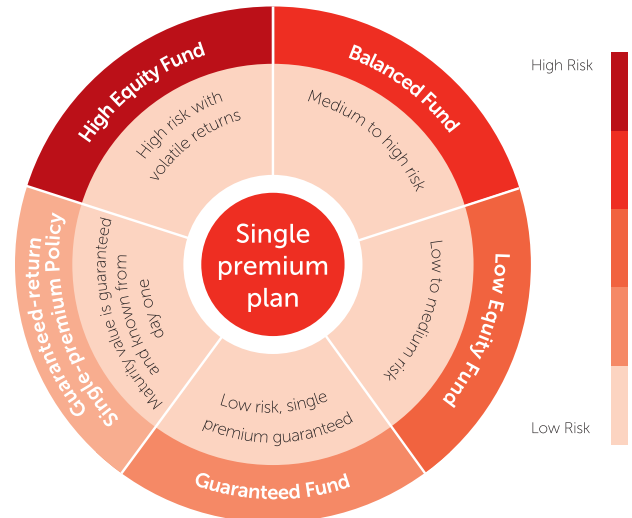 High Equity Fund
High risk with
volatile returns
Balanced Fund
Medium to high risk
Low Equity Fund
Low to medium risk
Guaranteed Fund
Low risk, single
premium guaranteed
Guaranteed-return
Single-premium Policy
Maturity value is guaranteed
and known from
day one
Single
premium
plan
High Risk
Low Risk